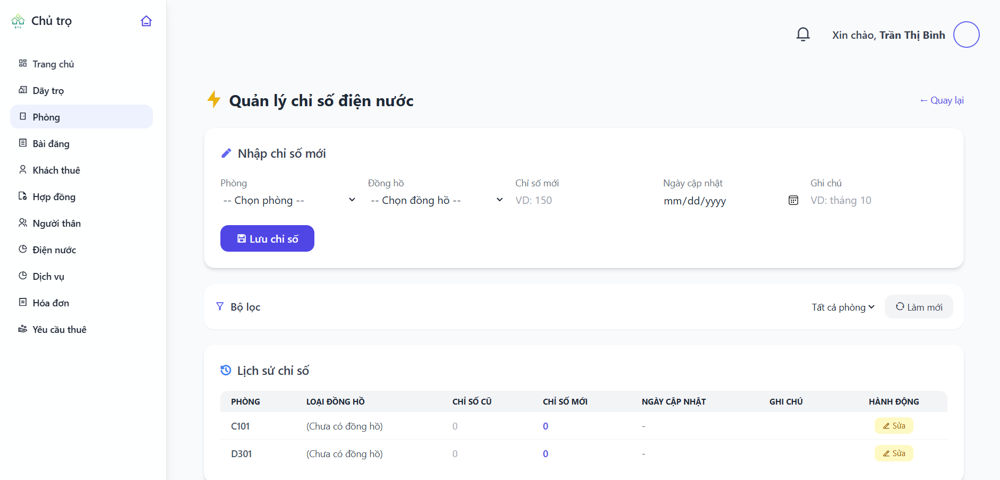 BTC
Chủ trọ
Xin chào, Trần Thị Bình
Trang chủ
Dãy trọ
Phòng
Bài đăng
Khách thuê
Hợp đồng
Người thân
Điện nước
Dịch vụ
Hóa đơn
Yêu cầu thuê
Quản lý chỉ số điện nước
← Quay lại
Nhập chỉ số mới
Phòng Đồng hồ Chỉ số mới Ngày cập nhật Ghi chú
-- Chọn phòng -- -- Chọn đồng hồ -- VD: 150 mm/dd/yyyy VD: tháng 10
Lưu chỉ số
Bộ lọc Tất cả phòng Làm mới
Lịch sử chỉ số
PHÒNG LOẠI ĐỒNG HỒ CHỈ SỐ CŨ CHỈ SỐ MỚI NGÀY CẬP NHẬT GHI CHÚ HÀNH ĐỘNG
C101 (Chưa có đồng hồ) 0 0 - Sửa
D301 (Chưa có đồng hồ) 0 0 - Sửa